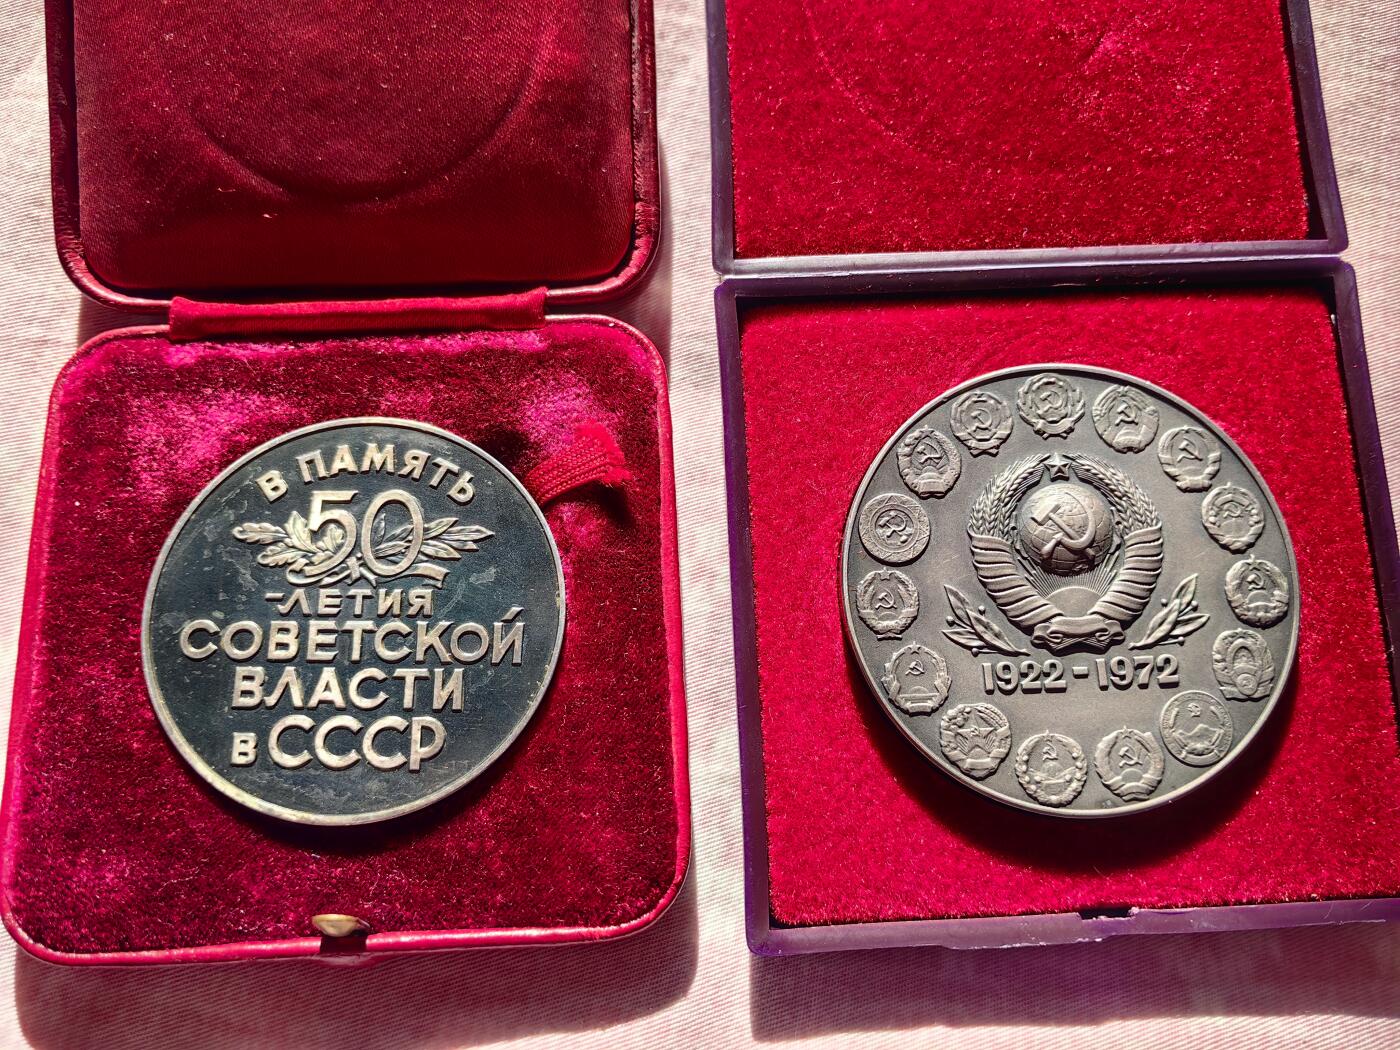 В ПАМЯТЬ
50
-ЛЕТИЯ
СОВЕТСКОЙ
ВЛАСТИ
в СССР
1922-1972